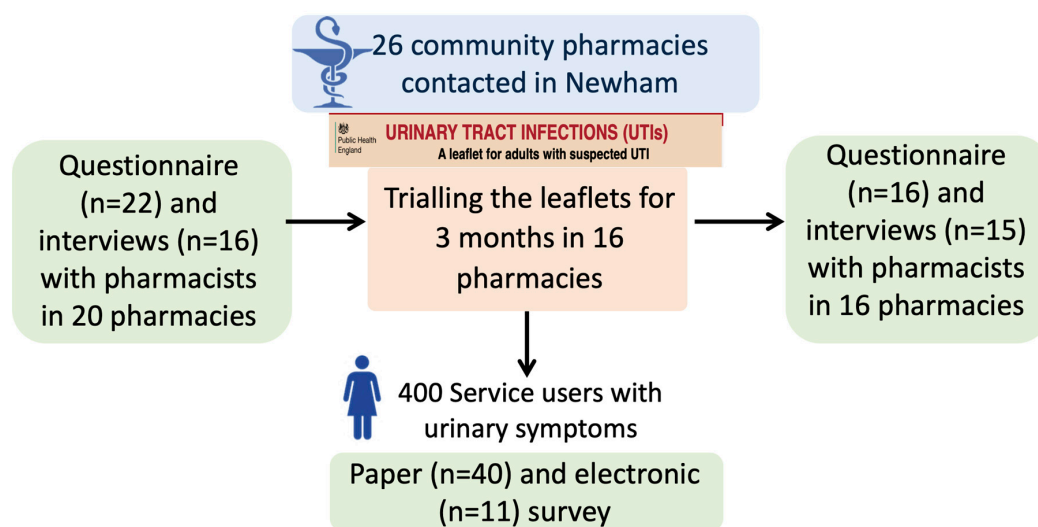 26 community pharmacies
contacted in Newham
Public Health
England
URINARY TRACT INFECTIONS (UTIs)
A leaflet for adults with suspected UTI
Questionnaire
(n=22) and
interviews (n=16)
with pharmacists
in 20 pharmacies
Trialling the leaflets for
3 months in 16
pharmacies
Questionnaire
(n=16) and
interviews (n=15)
with pharmacists
in 16 pharmacies
400 Service users with
urinary symptoms
Paper (n=40) and electronic
(n=11) survey